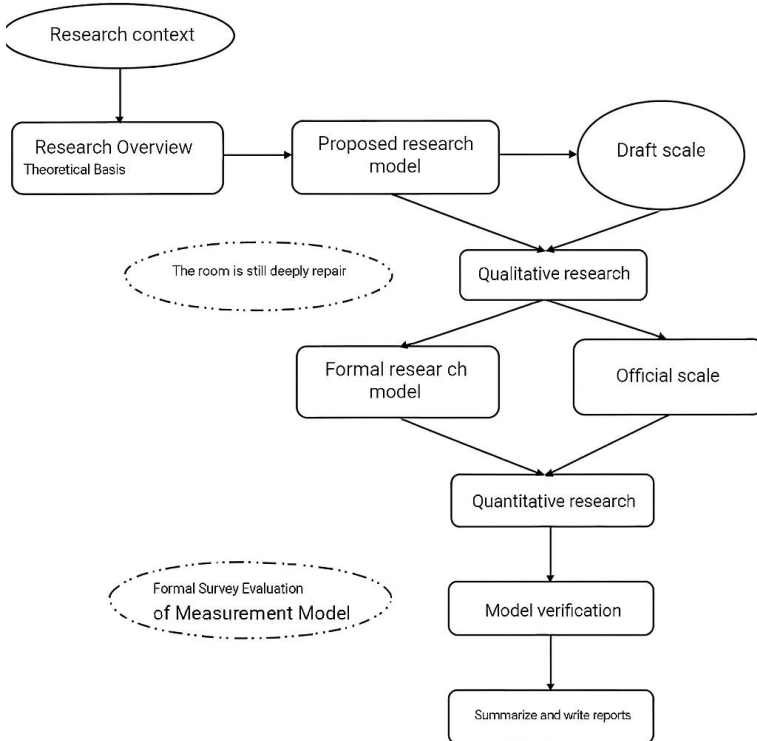 Research context
Research Overview
Theoretical Basis
Proposed research
model
Draft scale
The room is still deeply repair
Qualitative research
Formal resear ch
model
Official scale
Quantitative research
Formal Survey Evaluation
of Measurement Model
Model verification
Summarize and write reports